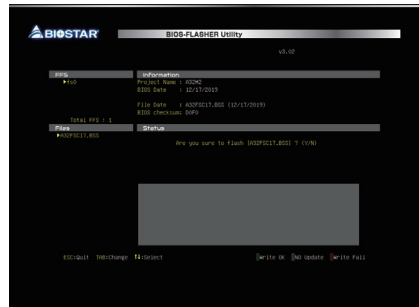 BIOSTAR
BIOS-FLASHER Utility
v3.02
FFS
fs0
Total FFS : 1
Information
Project Name : A32M2
BIOS Date : 12/17/2019
File Date : A32FSC17.BSS (12/17/2019)
BIOS checksum: D6F0
Files
A32FSC17.BSS
Status
Are you sure to flash [A32FSC17.BSS] ? (Y/N)
ESC:Quit TAB:Change ↑↓:Select
Write OK No Update Write Fail